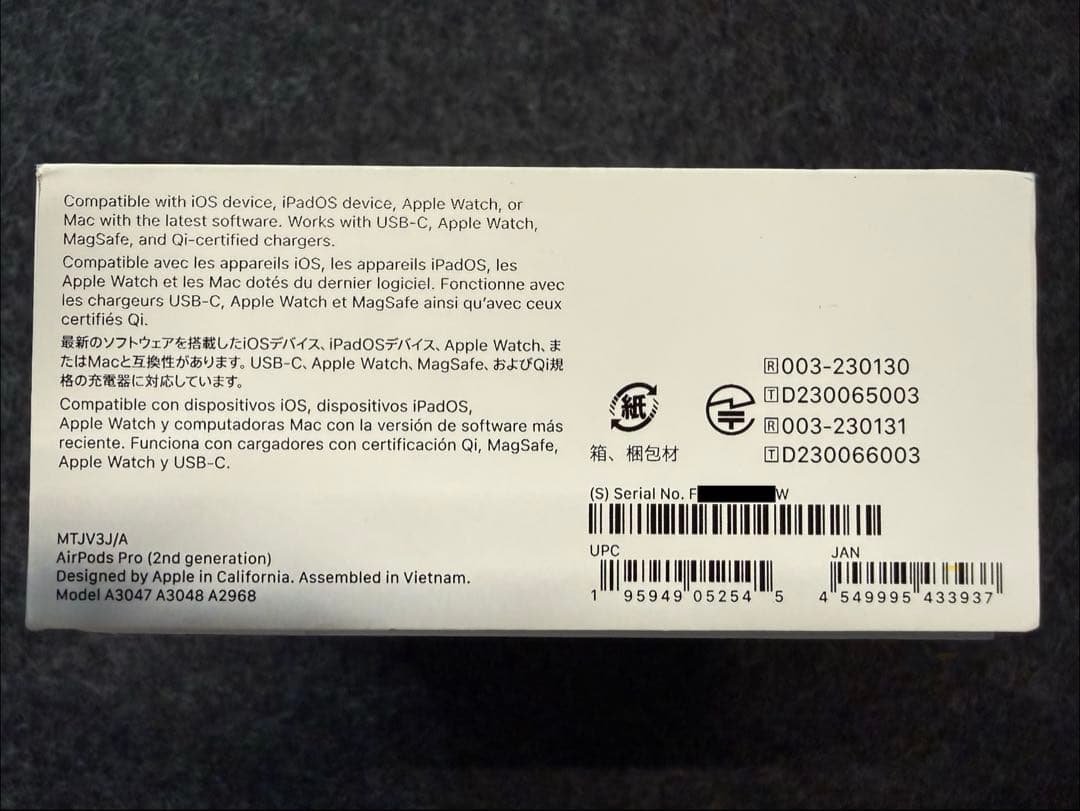 Compatible with iOS device, iPadOS device, Apple Watch, or
Mac with the latest software. Works with USB-C, Apple Watch,
MagSafe, and Qi-certified chargers.
Compatible avec les appareils iOS, les appareils iPadOS, les
Apple Watch et les Mac dotés du dernier logiciel. Fonctionne avec
les chargeurs USB-C, Apple Watch et MagSafe ainsi qu'avec ceux
certifiés Qi.
最新のソフトウェアを搭載したiOSデバイス、iPadOSデバイス、Apple Watch、ま
たはMacと互換性があります。USB-C、Apple Watch、MagSafe、およびQi規
格の充電器に対応しています。
Compatible con dispositivos iOS, dispositivos iPadOS,
Apple Watch y computadoras Mac con la versión de software más
reciente. Funciona con cargadores con certificación Qi, MagSafe,
Apple Watch y USB-C.
MTJV3J/A
AirPods Pro (2nd generation)
Designed by Apple in California. Assembled in Vietnam.
Model A3047 A3048 A2968
紙
箱、梱包材
R 003-230130
T D230065003
R 003-230131
T D230066003
(S) Serial No. F W
UPC
1 95949 05254 5
JAN
4 549995 433937